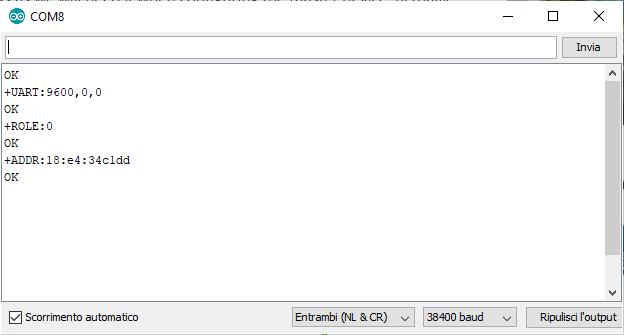 COM8
Invia
OK
+UART:9600,0,0
OK
+ROLE:0
OK
+ADDR:18:e4:34c1dd
OK
Scorrimento automatico
Entrambi (NL & CR)
38400 baud
Ripulisci l'output